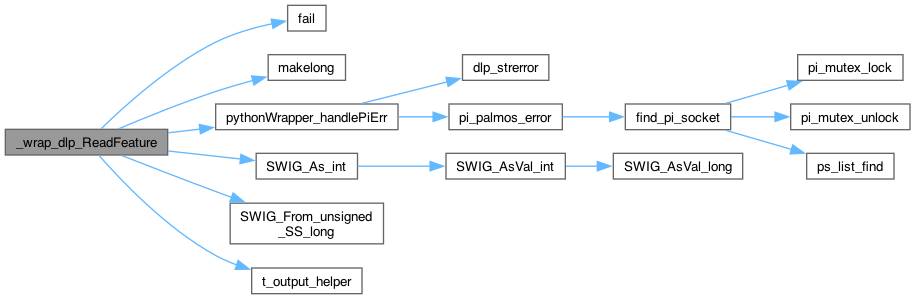 _wrap_dlp_ReadFeature
fail
makelong
pythonWrapper_handlePiErr
dlp_strerror
pi_palmos_error
find_pi_socket
pi_mutex_lock
pi_mutex_unlock
ps_list_find
SWIG_As_int
SWIG_AsVal_int
SWIG_AsVal_long
SWIG_From_unsigned
_SS_long
t_output_helper